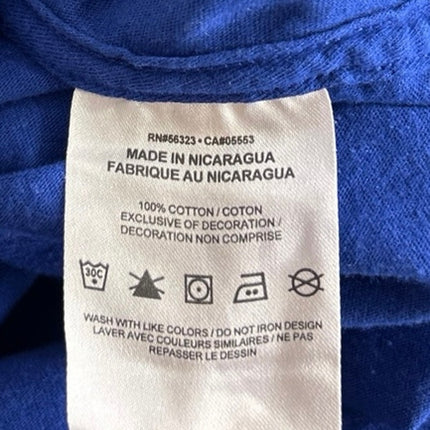 RN#56323 • CA#05553
MADE IN NICARAGUA
FABRIQUE AU NICARAGUA
100% COTTON / COTON
EXCLUSIVE OF DECORATION /
DECORATION NON COMPRISE
30C
WASH WITH LIKE COLORS / DO NOT IRON DESIGN
LAVER AVEC COULEURS SIMILAIRES / NE PAS
REPASSER LE DESSIN